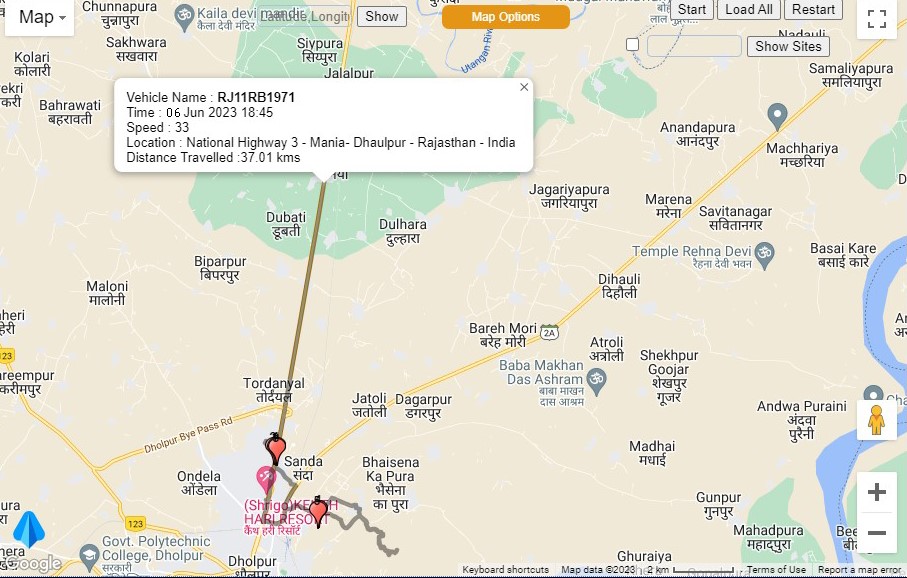 Map
Chuharpur
चुन्नापुरा
Kaila devi mandir
कैला देवी मंदिर
Show
Map Options
Start
Load All
Restart
Show Sites
Nadauli
Sakhwara
सखवारा
Siypura
सिय्पुरा
Utangan River
Samaliyapura
समलियापुरा
Kolari
कोलारी
Jalalpur
Bahrawati
बहरावती
Vehicle Name : RJ11RB1971
Time : 06 Jun 2023 18:45
Speed : 33
Location : National Highway 3 - Mania- Dhaulpur - Rajasthan - India
Distance Travelled :37.01 kms
×
Anandapura
आनंदपुर
Machhariya
मच्छरिया
Jagariyapura
जगरियापुरा
Marena
मरेना
Savitanagar
सवितानगर
Dubati
डूबती
Dulhara
दुल्हारा
Temple Rehna Devi
रेहना देवी भवन
Basai Kare
बसाई कारे
Biparpur
बिपरपुर
Maloni
मालोनी
Dihauli
दिहौली
Bareh Mori
बरेह मोरी
2A
Atroli
अत्रोली
Shekhpur
Goojar
शेखपुर
गूजर
123
Baba Makhan
Das Ashram
बाबा माखन
दास आश्रम
Tordanyal
तोर्दयल
Jatoli
जतोली
Dagarpur
डगरपुर
Dholpur Bye Pass Rd
Andwa Puraini
अंदवा
पुरैनी
Ondela
ओंडेला
Sanda
संदा
Bhaisena
Ka Pura
भैसेना
का पुरा
Madhai
मधाई
Gunpur
गुनपुर
123
कैंथ हरी रिसॉर्ट
Govt. Polytechnic
College, Dholpur
Mahadpura
महादपुरा
Dholpur
धौलपुर
Ghuraiya
Google
Keyboard shortcuts
Map data ©2023
2 km
Terms of Use
Report a map error